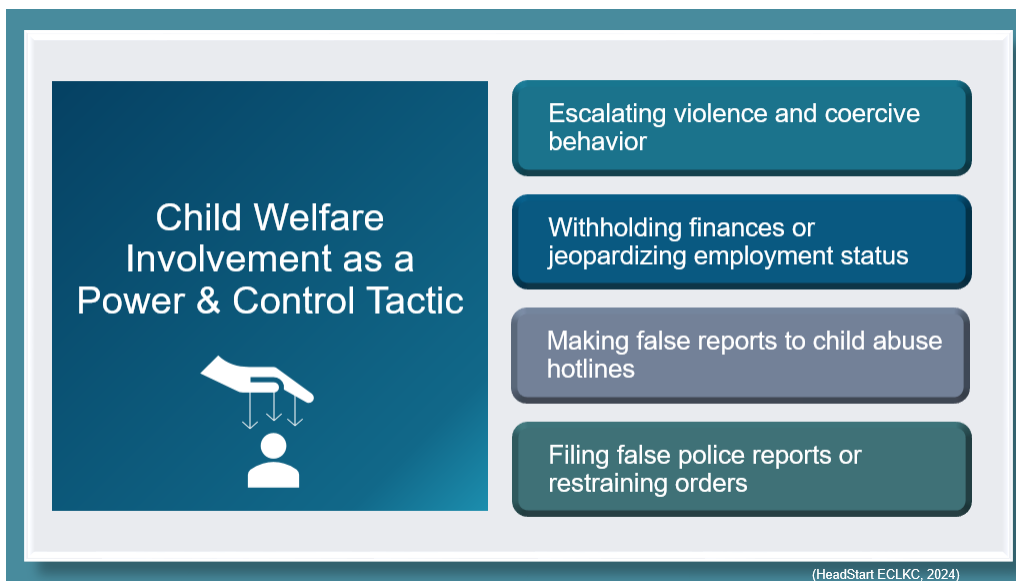 Child Welfare
Involvement as a
Power & Control Tactic
Escalating violence and coercive
behavior
Withholding finances or
jeopardizing employment status
Making false reports to child abuse
hotlines
Filing false police reports or
restraining orders
(HeadStart ECLKC, 2024)